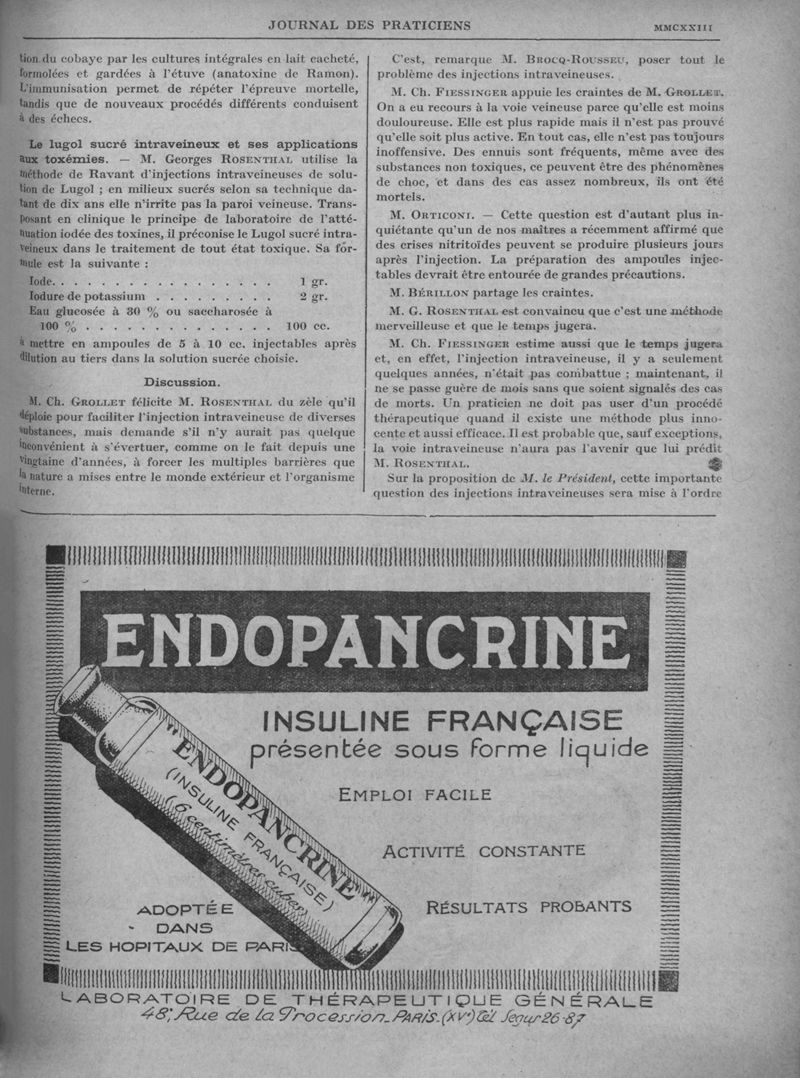 JOURNAL DES PRATICIENS
MMCXXIII
tion du cobaye par les cultures intégrales en lait cacheté,
formolées et gardées à l'étuve (anatoxine de Ramon).
L'immunisation permet de répéter l'épreuve mortelle,
tandis que de nouveaux procédés différents conduisent
à des échecs.
Le lugol sucré intraveineux et ses applications
aux toxémies. — M. Georges ROSENTHAL utilise la
méthode de Ravant d'injections intraveineuses de solu-
tion de Lugol ; en milieux sucrés selon sa technique da-
tant de dix ans elle n'irrite pas la paroi veineuse. Trans-
posant en clinique le principe de laboratoire de l'atté-
nuation iodée des toxines, il préconise le Lugol sucré intra-
veineux dans le traitement de tout état toxique. Sa for-
mule est la suivante :
Iode. . . . . . . . . . . . . . . . . 1 gr.
Iodure de potassium . . . . . . . . . 2 gr.
Eau glucosée à 30 % ou saccharosée à
100 % . . . . . . . . . . . . . . 100 cc.
à mettre en ampoules de 5 à 10 cc. injectables après
dilution au tiers dans la solution sucrée choisie.
Discussion.
M. Ch. GROLLET félicite M. ROSENTHAL du zèle qu'il
déploie pour faciliter l'injection intraveineuse de diverses
substances, mais demande s'il n'y aurait pas quelque
inconvénient à s'évertuer, comme on le fait depuis une
vingtaine d'années, à forcer les multiples barrières que
la nature a mises entre le monde extérieur et l'organisme
interne.
C'est, remarque M. BROCQ-ROUSSEU, poser tout le
problème des injections intraveineuses.
M. Ch. FIESSINGER appuie les craintes de M. GROLLET.
On a eu recours à la voie veineuse parce qu'elle est moins
douloureuse. Elle est plus rapide mais il n'est pas prouvé
qu'elle soit plus active. En tout cas, elle n'est pas toujours
inoffensive. Des ennuis sont fréquents, même avec des
substances non toxiques, ce peuvent être des phénomènes
de choc, et dans des cas assez nombreux, ils ont été
mortels.
M. ORTICONI. — Cette question est d'autant plus in-
quiétante qu'un de nos maîtres a récemment affirmé que
des crises nitritoïdes peuvent se produire plusieurs jours
après l'injection. La préparation des ampoules injec-
tables devrait être entourée de grandes précautions.
M. BÉRILLON partage les craintes.
M. G. ROSENTHAL est convaincu que c'est une méthode
merveilleuse et que le temps jugera.
M. Ch. FIESSINGER estime aussi que le temps jugera
et, en effet, l'injection intraveineuse, il y a seulement
quelques années, n'était pas combattue ; maintenant, il
ne se passe guère de mois sans que soient signalés des cas
de morts. Un praticien ne doit pas user d'un procédé
thérapeutique quand il existe une méthode plus inno-
cente et aussi efficace. Il est probable que, sauf exceptions,
la voie intraveineuse n'aura pas l'avenir que lui prédit
M. ROSENTHAL.
Sur la proposition de M. le Président, cette importante
question des injections intraveineuses sera mise à l'ordre
ENDOPANCRINE
INSULINE FRANÇAISE
présentée sous forme liquide
EMPLOI FACILE
ACTIVITÉ CONSTANTE
RÉSULTATS PROBANTS
"ENDOPANCRINE"
(INSULINE FRANÇAISE)
(6 centimètres cubes)
ADOPTÉE
DANS
LES HOPITAUX DE PARIS
LABORATOIRE DE THÉRAPEUTIQUE GÉNÉRALE
48, Rue de la Procession_PARIS_(XVe) Tél Ségur 26-87